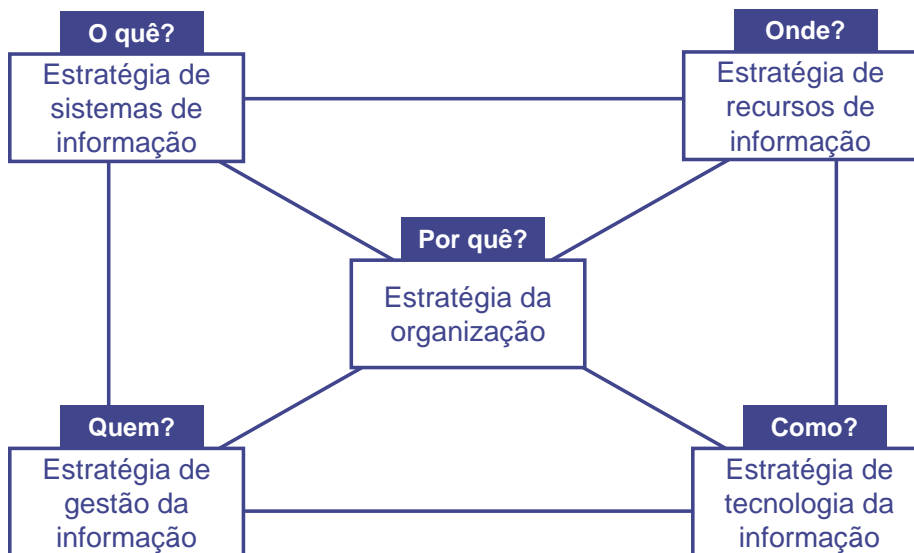 O quê?
Estratégia de
sistemas de
informação
Onde?
Estratégia de
recursos de
informação
Por quê?
Estratégia da
organização
Quem?
Estratégia de
gestão da
informação
Como?
Estratégia de
tecnologia da
informação